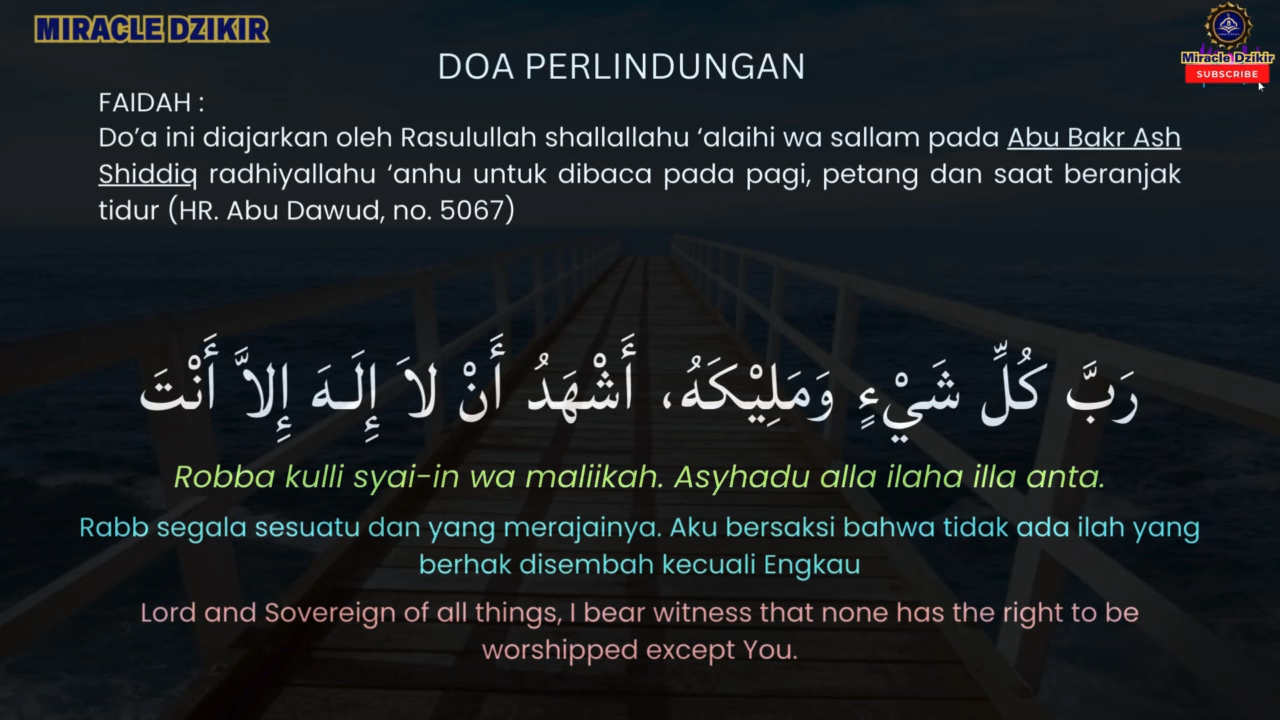 MIRACLE DZIKIR
Miracle Dzikir
SUBSCRIBE
DOA PERLINDUNGAN
FAIDAH :
Do’a ini diajarkan oleh Rasulullah shallallahu ‘alaihi wa sallam pada Abu Bakr Ash
Shiddiq radhiyallahu ‘anhu untuk dibaca pada pagi, petang dan saat beranjak
tidur (HR. Abu Dawud, no. 5067)
رَبَّ كُلِّ شَيْءٍ وَمَلِيْكَهُ، أَشْهَدُ أَنْ لاَ إِلَـهَ إِلاَّ أَنْتَ
Robba kulli syai-in wa maliikah. Asyhadu alla ilaha illa anta.
Rabb segala sesuatu dan yang merajainya. Aku bersaksi bahwa tidak ada ilah yang
berhak disembah kecuali Engkau
Lord and Sovereign of all things, I bear witness that none has the right to be
worshipped except You.